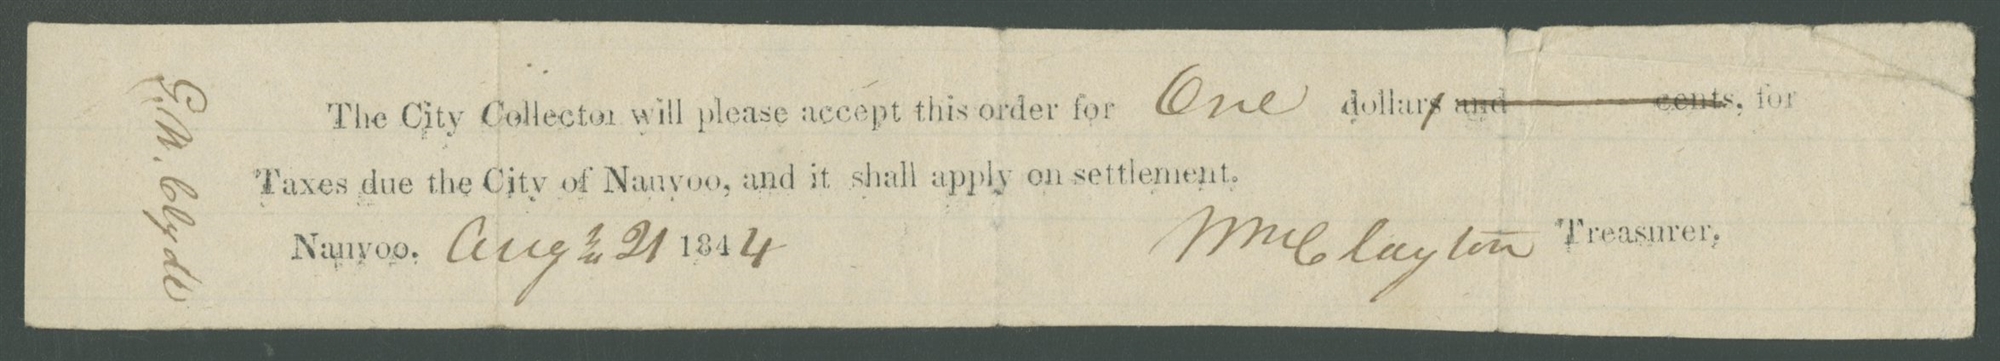 G. W. Clyde
The City Collector will please accept this order for One dollars and cents, for
Taxes due the City of Nauvoo, and it shall apply on settlement.
Nauvoo, Aug 21 1844 Wm Clayton Treasurer.